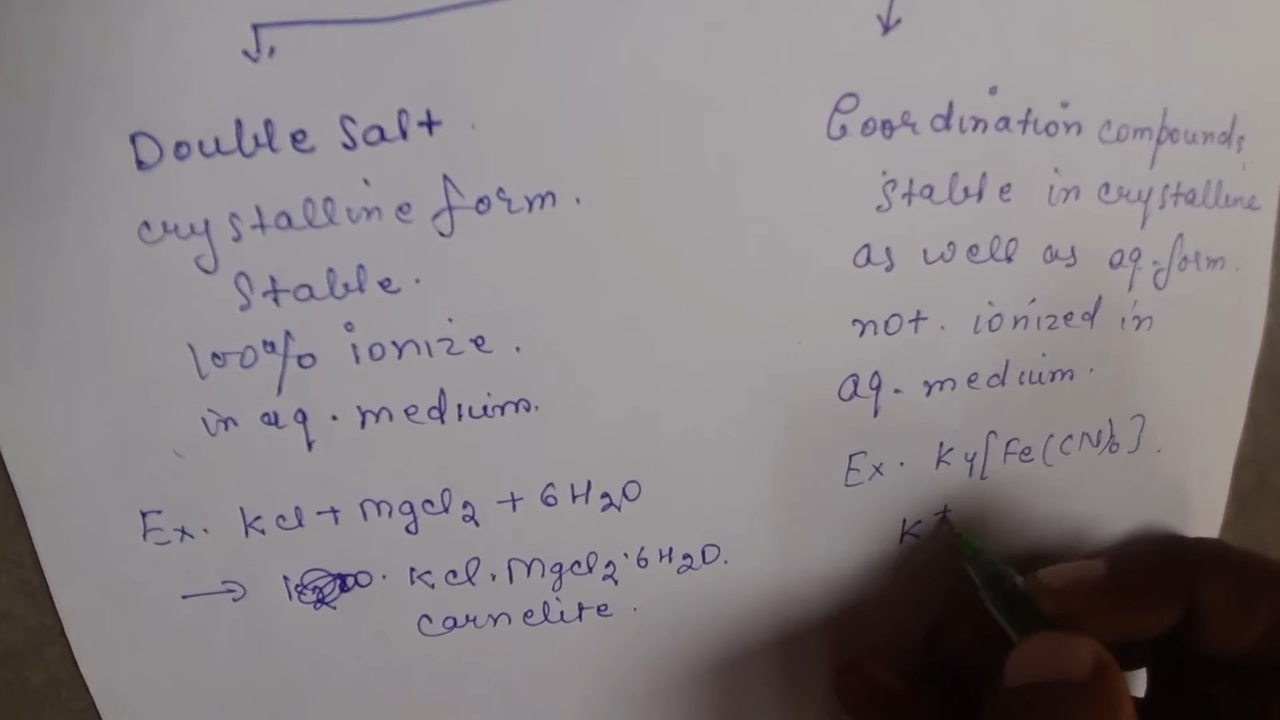 Double Salt
crystalline form.
Stable.
100% ionize.
in aq. medium.
Ex. KCl + MgCl2 + 6H2O
→ KCl.MgCl2.6H2O.
carnelite.
Coordination compounds
Stable in crystalline
as well as aq. form.
not. ionized in
aq. medium.
Ex. K4[Fe(CN)6].
K+